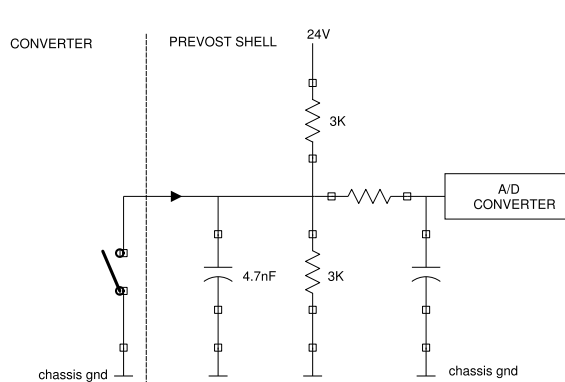 24V
CONVERTER
PREVOST SHELL
3K
A/D
CONVERTER
4.7nF
3K
chassis gnd
chassis gnd